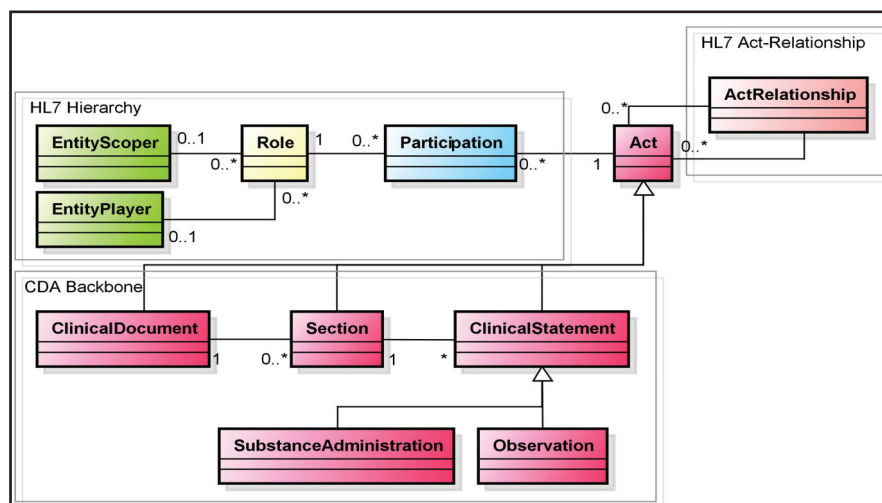 HL7 Act-Relationship
ActRelationship
HL7 Hierarchy
0..*
EntityScoper
0..1
Role
1
0..*
Participation
Act
0..*
0..*
0..*
1
EntityPlayer
0..*
0..1
CDA Backbone
ClinicalDocument
Section
ClinicalStatement
1
0..*
1
*
SubstanceAdministration
Observation